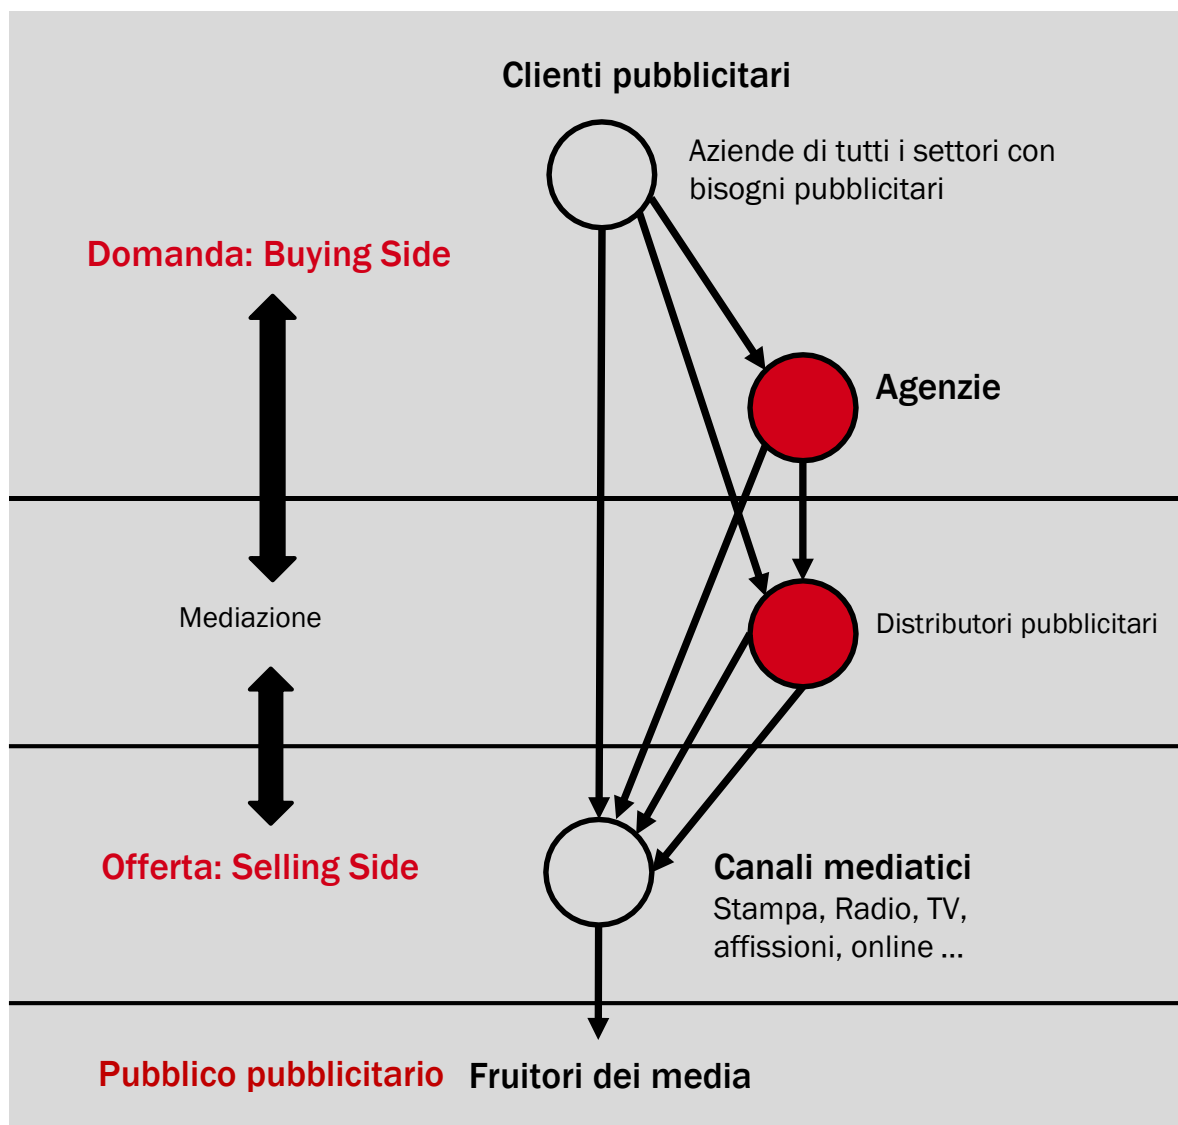 Clienti pubblicitari
Aziende di tutti i settori con
bisogni pubblicitari
Domanda: Buying Side
Agenzie
Mediazione
Distributori pubblicitari
Offerta: Selling Side
Canali mediatici
Stampa, Radio, TV,
affissioni, online ...
Pubblico pubblicitario
Fruitori dei media